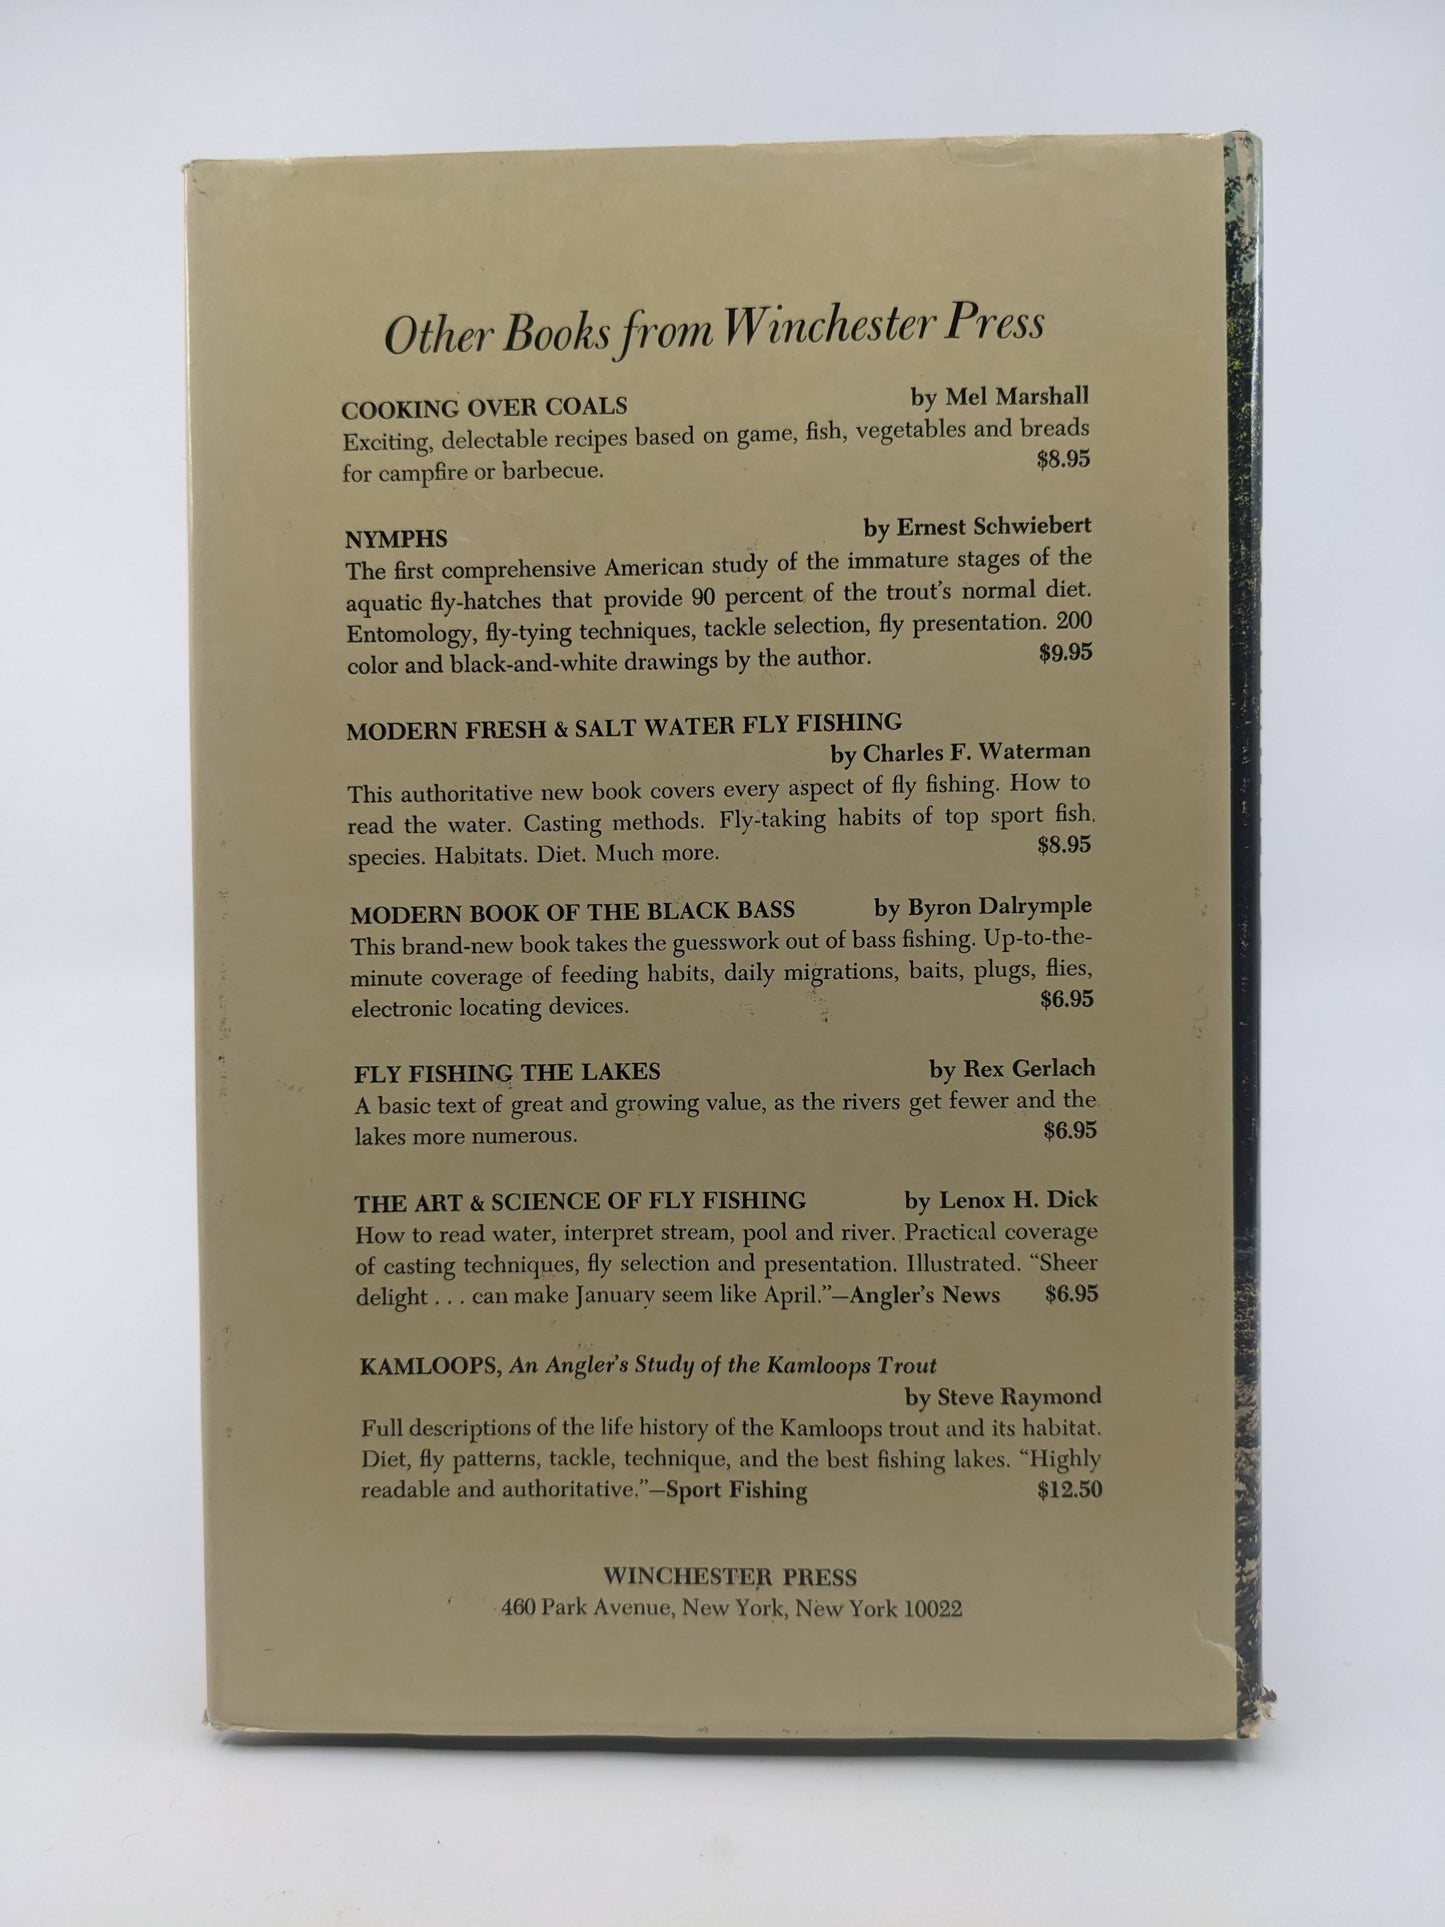 Other Books from Winchester Press
COOKING OVER COALS by Mel Marshall
Exciting, delectable recipes based on game, fish, vegetables and breads
for campfire or barbecue. $8.95
NYMPHS by Ernest Schwiebert
The first comprehensive American study of the immature stages of the
aquatic fly-hatches that provide 90 percent of the trout's normal diet.
Entomology, fly-tying techniques, tackle selection, fly presentation. 200
color and black-and-white drawings by the author. $9.95
MODERN FRESH & SALT WATER FLY FISHING
by Charles F. Waterman
This authoritative new book covers every aspect of fly fishing. How to
read the water. Casting methods. Fly-taking habits of top sport fish,
species. Habitats. Diet. Much more. $8.95
MODERN BOOK OF THE BLACK BASS by Byron Dalrymple
This brand-new book takes the guesswork out of bass fishing. Up-to-the-
minute coverage of feeding habits, daily migrations, baits, plugs, flies,
electronic locating devices. $6.95
FLY FISHING THE LAKES by Rex Gerlach
A basic text of great and growing value, as the rivers get fewer and the
lakes more numerous. $6.95
THE ART & SCIENCE OF FLY FISHING by Lenox H. Dick
How to read water, interpret stream, pool and river. Practical coverage
of casting techniques, fly selection and presentation. Illustrated. “Sheer
delight . . . can make January seem like April.”—Angler's News $6.95
KAMLOOPS, An Angler's Study of the Kamloops Trout
by Steve Raymond
Full descriptions of the life history of the Kamloops trout and its habitat.
Diet, fly patterns, tackle, technique, and the best fishing lakes. “Highly
readable and authoritative.”—Sport Fishing $12.50
WINCHESTER PRESS
460 Park Avenue, New York, New York 10022